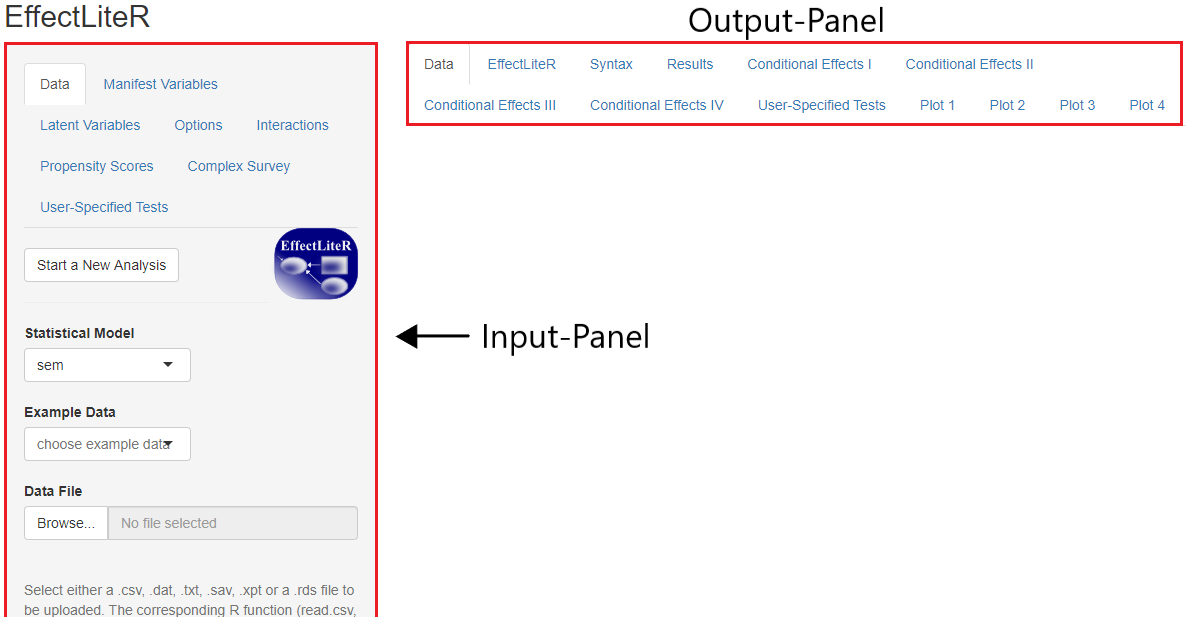 EffectLiteR
Output-Panel
Data Manifest Variables
Latent Variables Options Interactions
Propensity Scores Complex Survey
User-Specified Tests
Start a New Analysis
EffectLiteR
Statistical Model
sem
Example Data
choose example data
Data File
Browse... No file selected
Select either a .csv, .dat, .txt, .sav, .xpt or a .rds file to
be uploaded. The corresponding R function (read.csv,
Data EffectLiteR Syntax Results Conditional Effects I Conditional Effects II
Conditional Effects III Conditional Effects IV User-Specified Tests Plot 1 Plot 2 Plot 3 Plot 4
Input-Panel